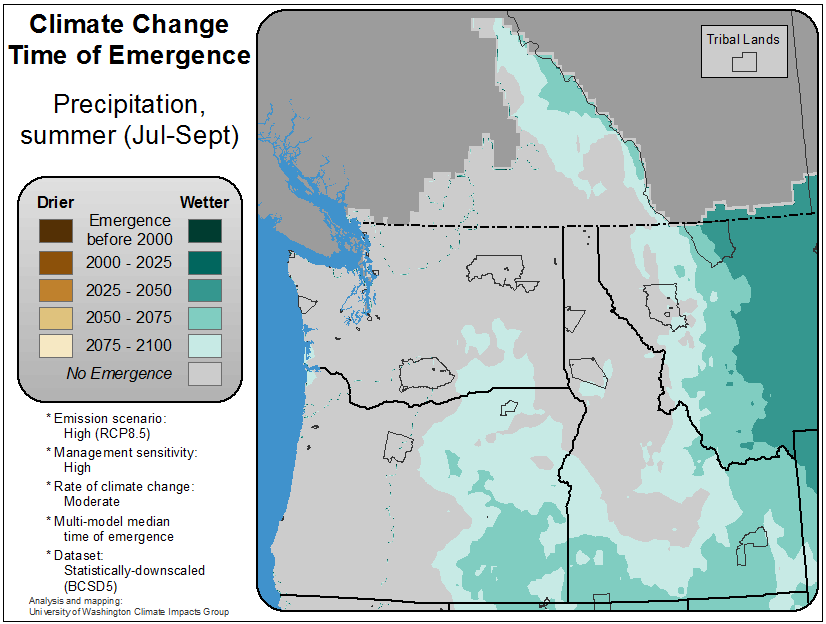 Climate Change
Time of Emergence
Precipitation,
summer (Jul-Sept)
Drier
Wetter
Emergence
before 2000
2000 - 2025
2025 - 2050
2050 - 2075
2075 - 2100
No Emergence
* Emission scenario:
High (RCP8.5)
* Management sensitivity:
High
* Rate of climate change:
Moderate
* Multi-model median
time of emergence
* Dataset:
Statistically-downscaled
(BCSD5)
Analysis and mapping:
University of Washington Climate Impacts Group
Tribal Lands